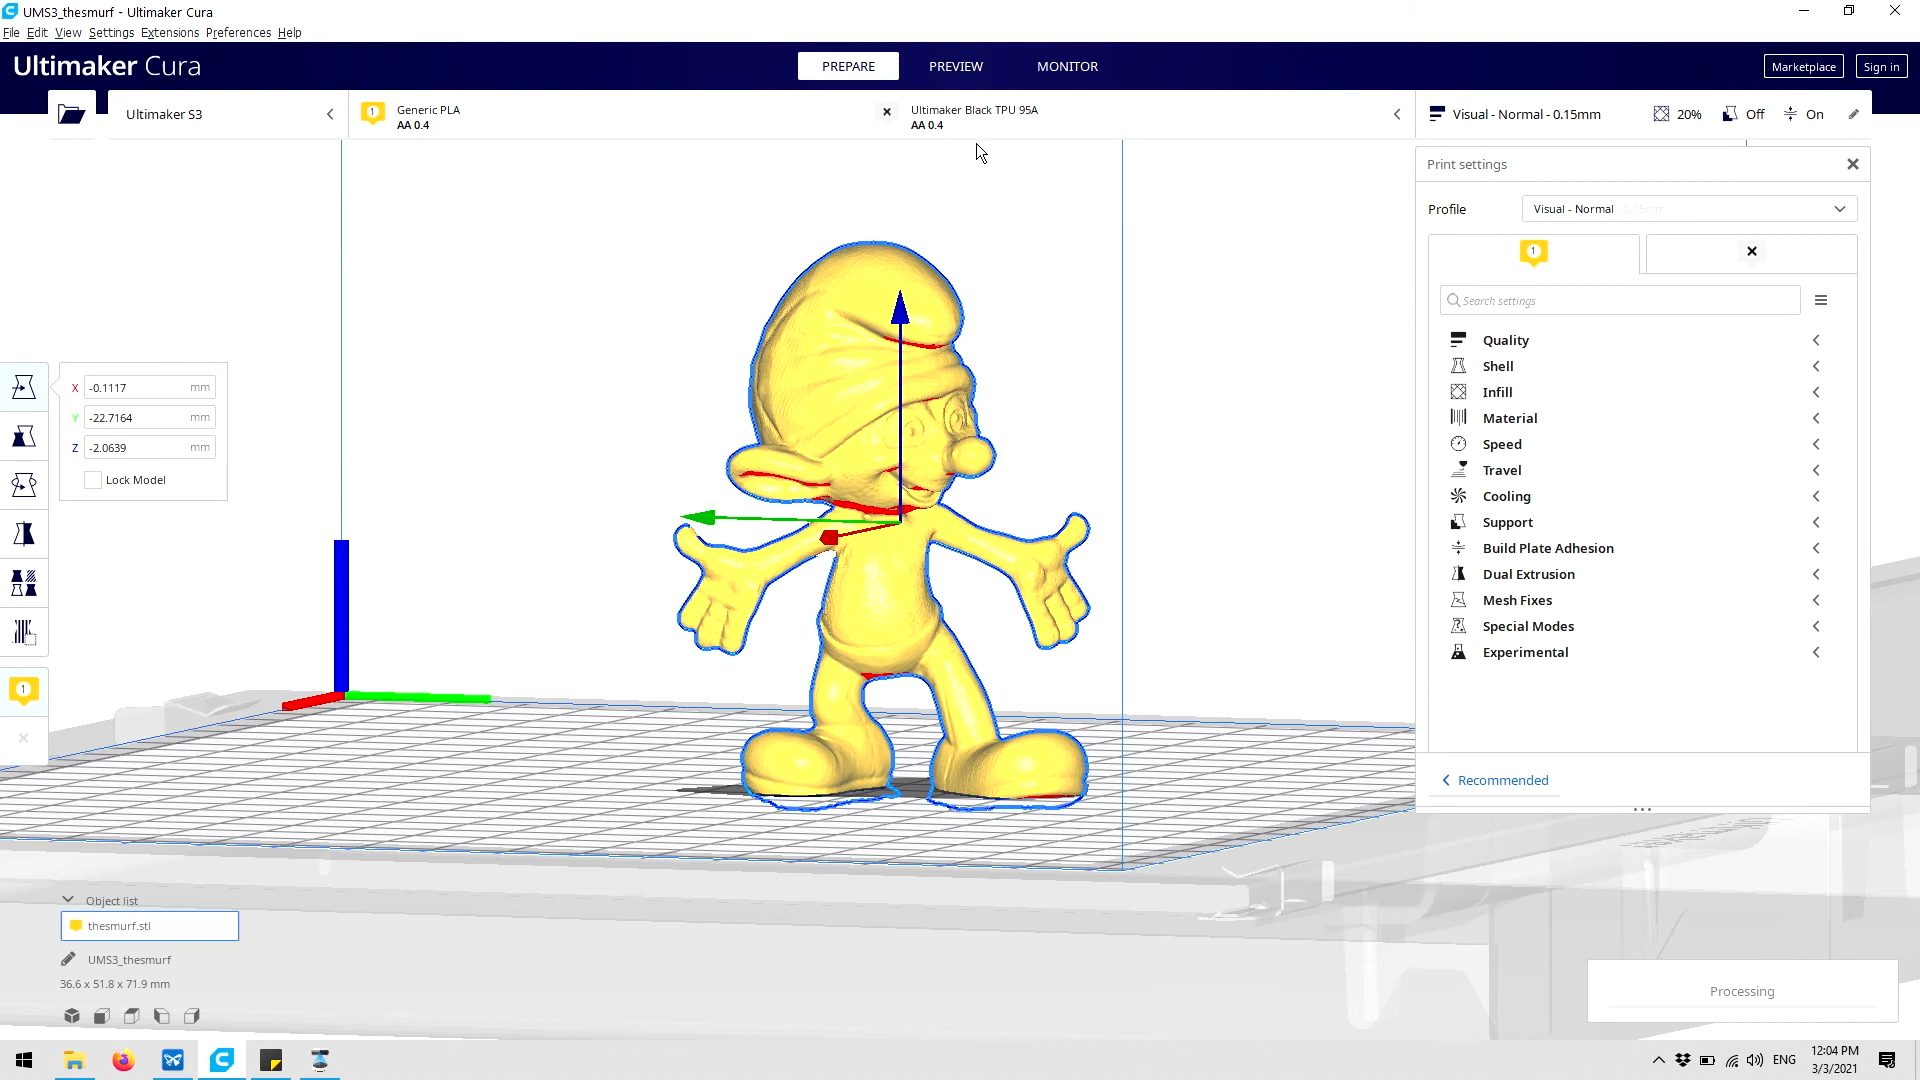 UMS3_thesmurf - Ultimaker Cura
File Edit View Settings Extensions Preferences Help
Ultimaker Cura
PREPARE
PREVIEW
MONITOR
Marketplace
Sign in
Ultimaker S3
1
Generic PLA
AA 0.4
Ultimaker Black TPU 95A
AA 0.4
Visual - Normal - 0.15mm
20%
Off
On
Print settings
Profile
Visual - Normal - 0.15mm
1
Search settings
Quality
Shell
Infill
Material
Speed
Travel
Cooling
Support
Build Plate Adhesion
Dual Extrusion
Mesh Fixes
Special Modes
Experimental
Recommended
X -0.1117 mm
Y -22.7164 mm
Z -2.0639 mm
Lock Model
1
Object list
thesmurf.stl
UMS3_thesmurf
36.6 x 51.8 x 71.9 mm
Processing
ENG
12:04 PM
3/3/2021